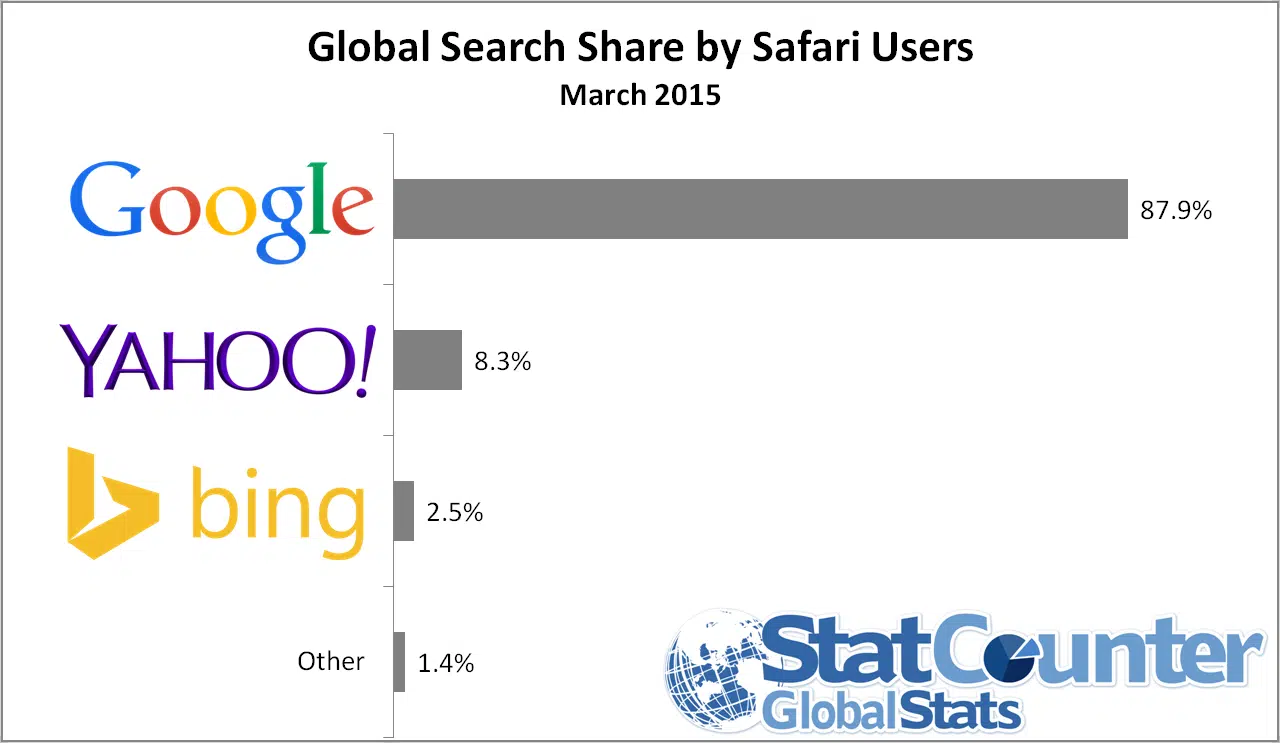 Global Search Share by Safari Users
March 2015
Google
87.9%
YAHOO!
8.3%
bing
2.5%
Other
1.4%
StatCounter
GlobalStats